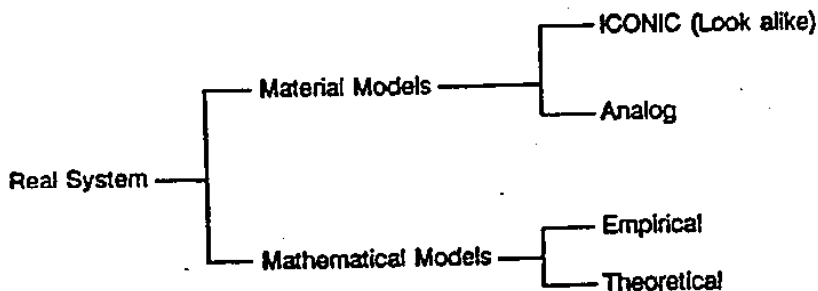 ICONIC (Look alike)
Material Models
Analog
Real System
Empirical
Mathematical Models
Theoretical